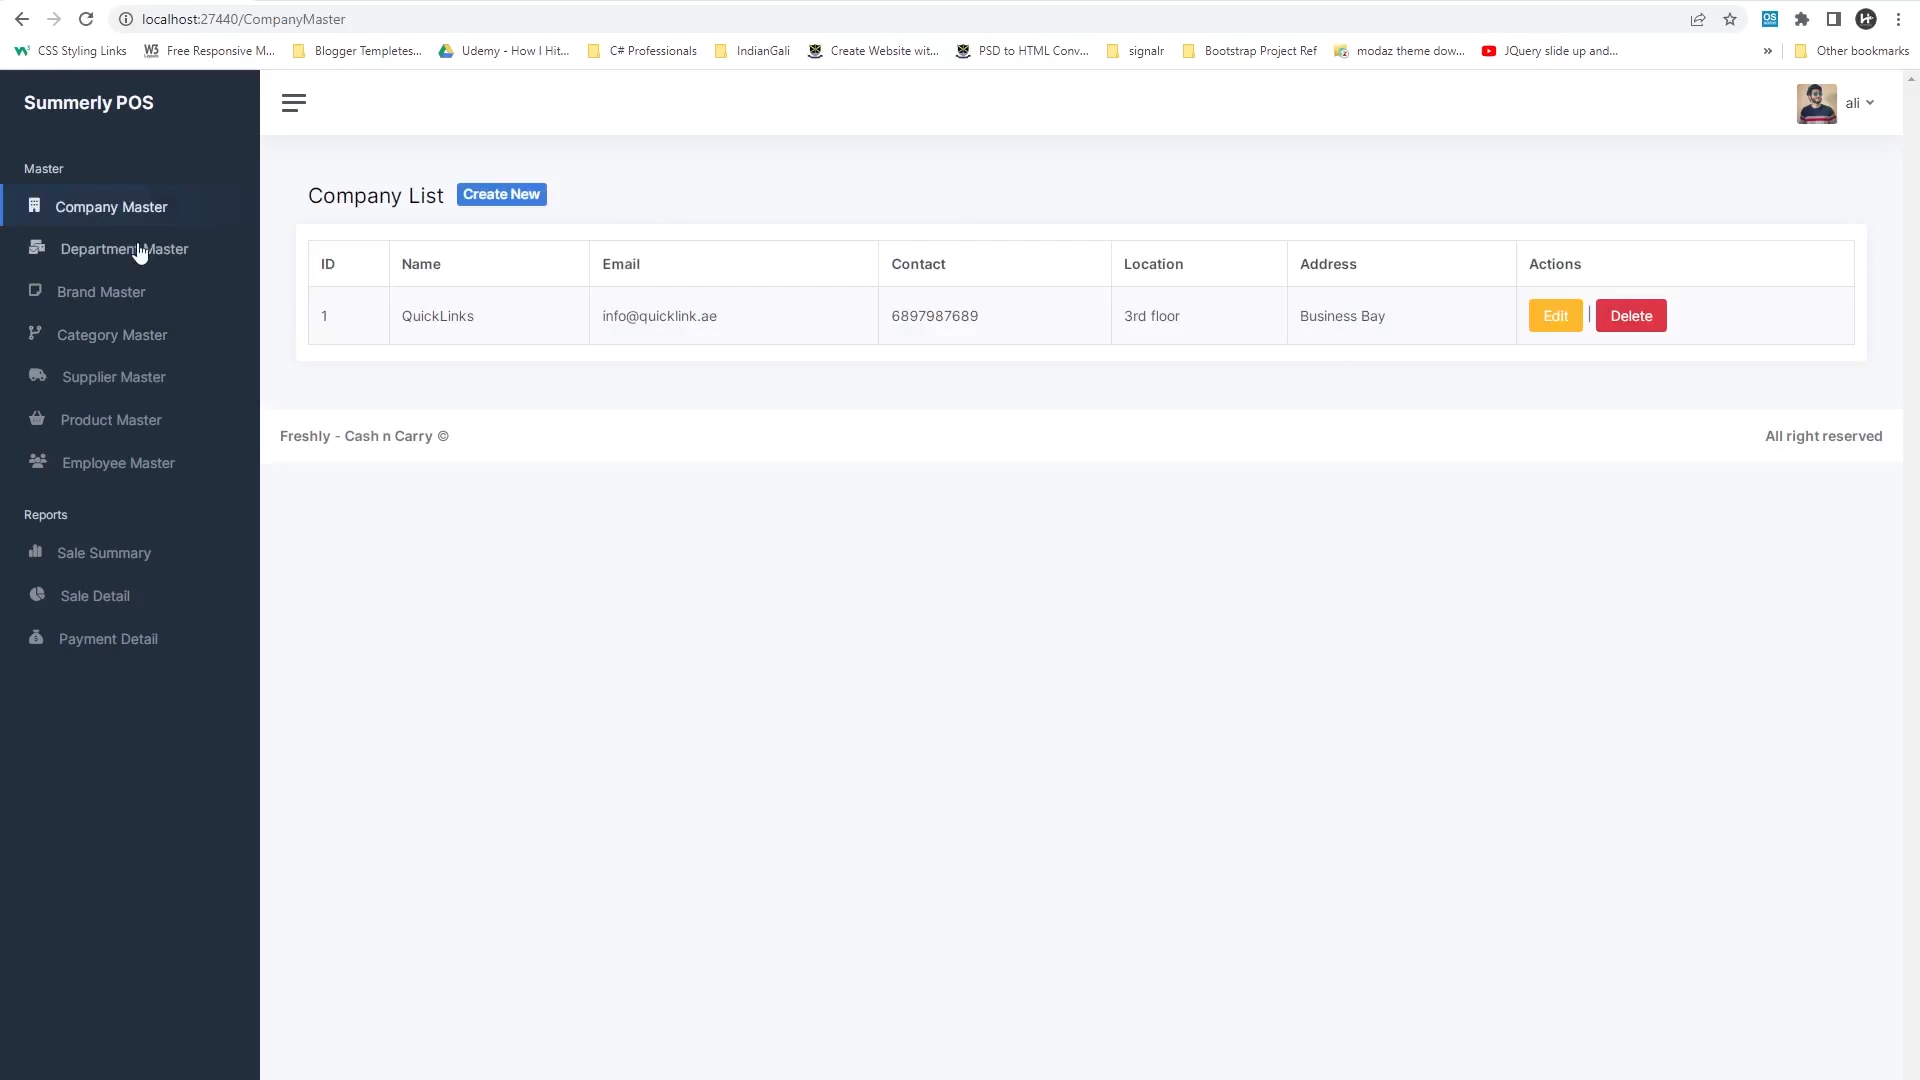 localhost:27440/CompanyMaster
CSS Styling Links
Free Responsive M...
Blogger Templetes...
Udemy - How I Hit...
C# Professionals
IndianGali
Create Website wit...
PSD to HTML Conv...
signalr
Bootstrap Project Ref
modaz theme dow...
JQuery slide up and...
»
Other bookmarks
Summerly POS
ali
Master
Company Master
Department Master
Brand Master
Category Master
Supplier Master
Product Master
Employee Master
Reports
Sale Summary
Sale Detail
Payment Detail
Company List Create New
ID Name Email Contact Location Address Actions
1 QuickLinks info@quicklink.ae 6897987689 3rd floor Business Bay Edit | Delete
Freshly - Cash n Carry © All right reserved